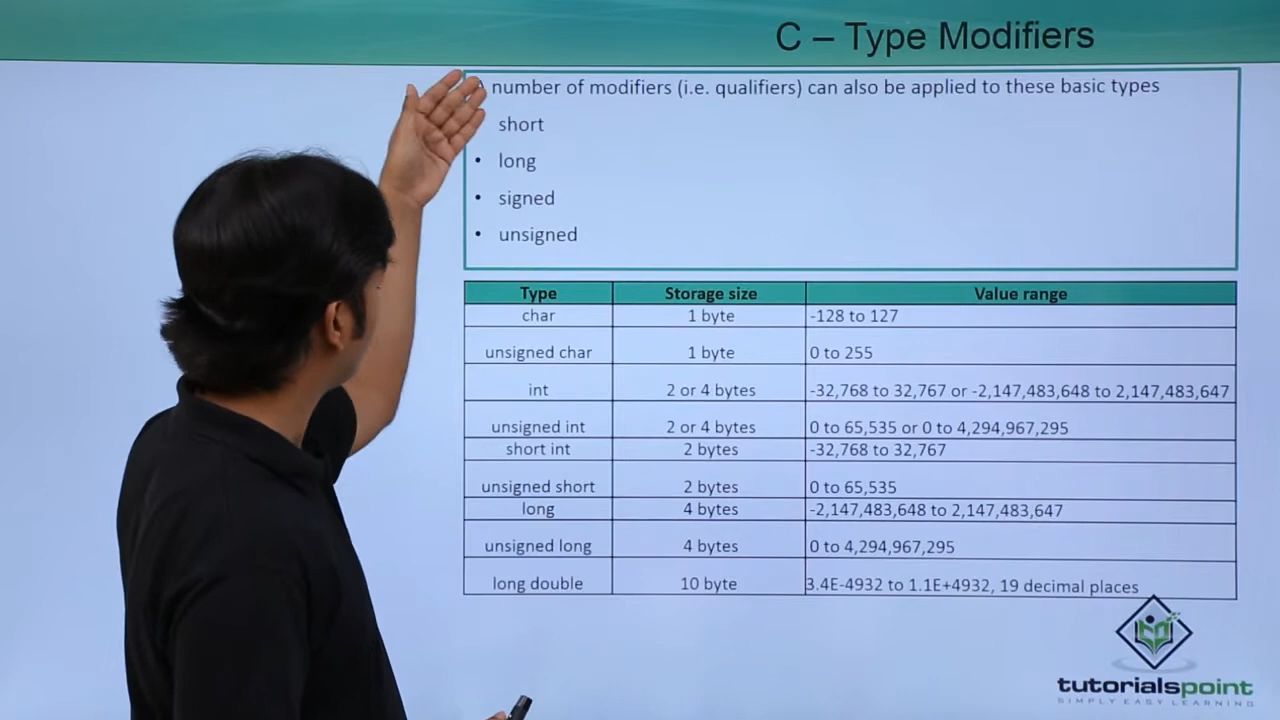 C – Type Modifiers
number of modifiers (i.e. qualifiers) can also be applied to these basic types
short
• long
• signed
• unsigned
Type Storage size Value range
char 1 byte -128 to 127
unsigned char 1 byte 0 to 255
int 2 or 4 bytes -32,768 to 32,767 or -2,147,483,648 to 2,147,483,647
unsigned int 2 or 4 bytes 0 to 65,535 or 0 to 4,294,967,295
short int 2 bytes -32,768 to 32,767
unsigned short 2 bytes 0 to 65,535
long 4 bytes -2,147,483,648 to 2,147,483,647
unsigned long 4 bytes 0 to 4,294,967,295
long double 10 byte 3.4E-4932 to 1.1E+4932, 19 decimal places
tutorialspoint
SIMPLY EASY LEARNING